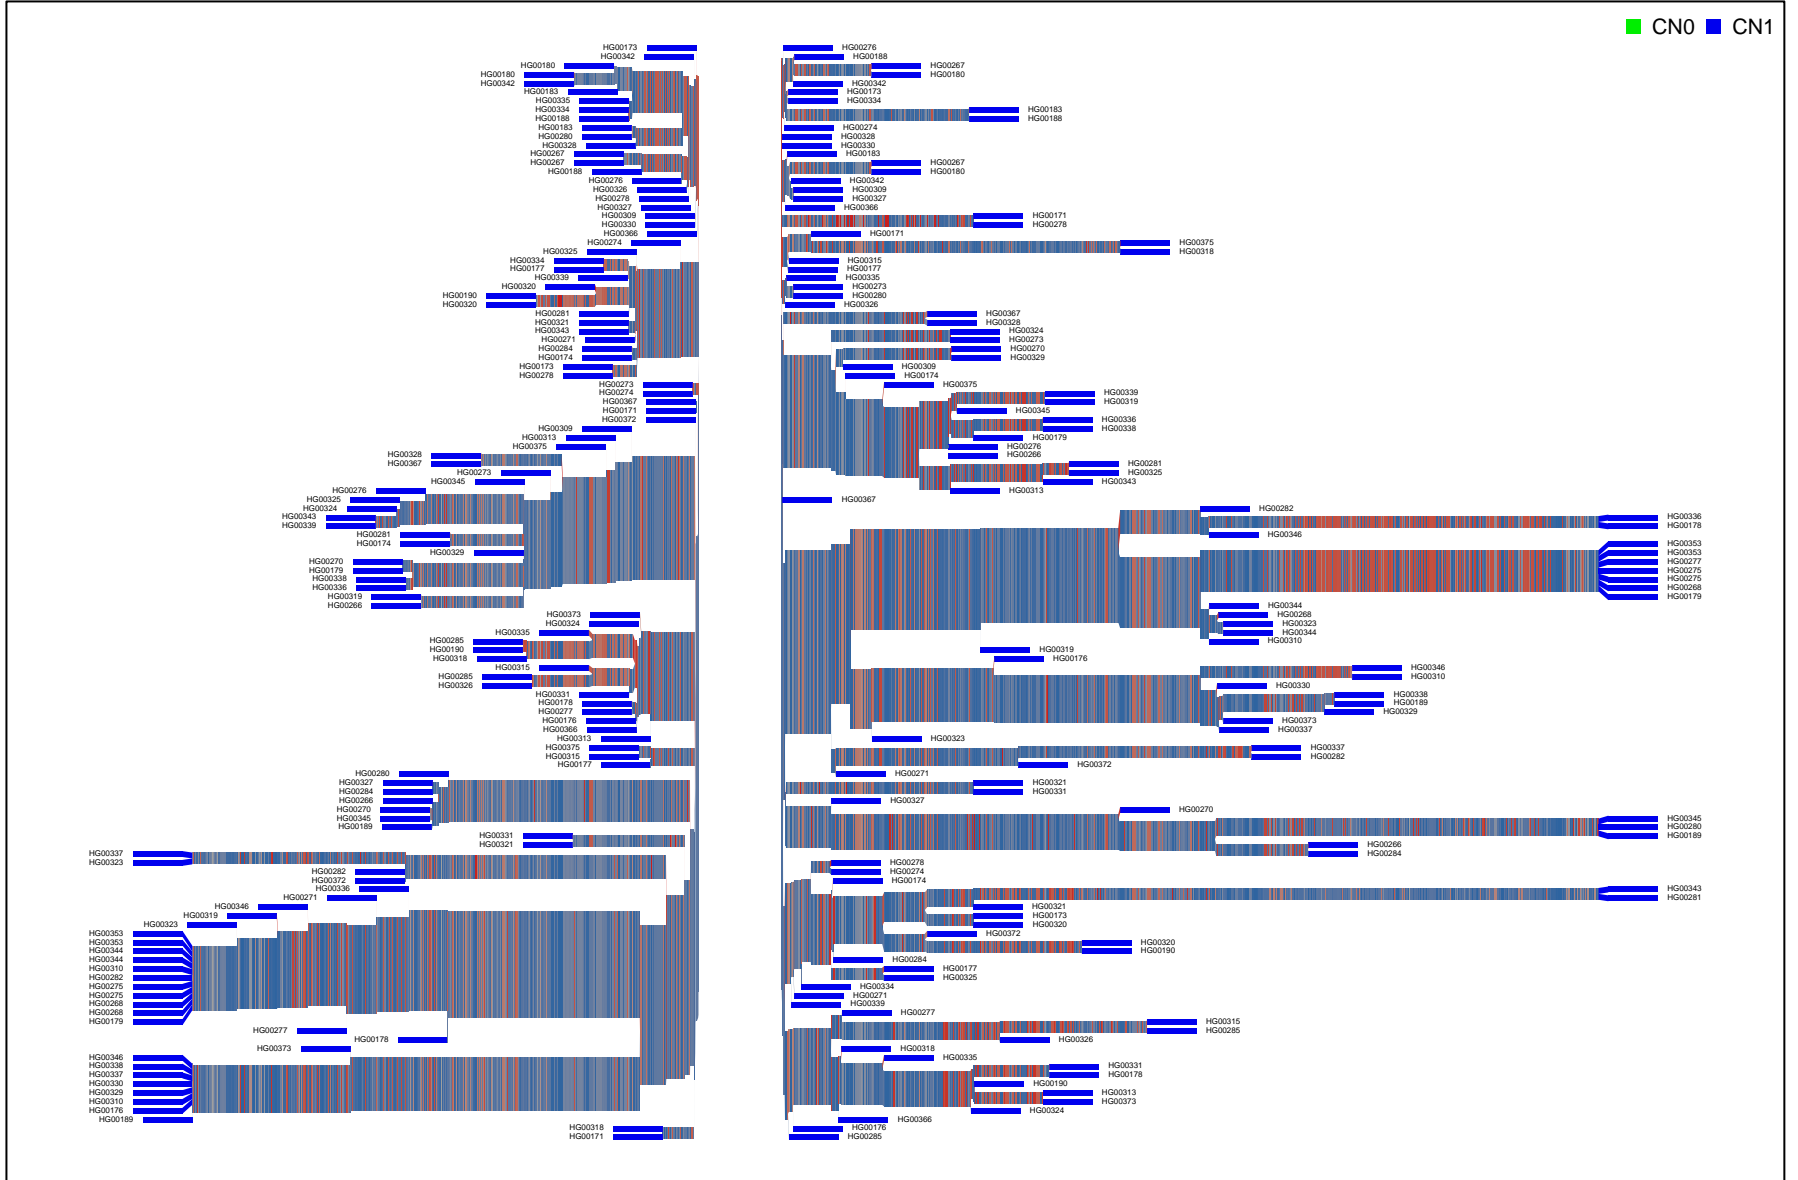 CN0 CN1
HG00173
HG00342
HG00180
HG00180
HG00342
HG00183
HG00335
HG00334
HG00188
HG00183
HG00280
HG00328
HG00267
HG00267
HG00188
HG00276
HG00326
HG00278
HG00327
HG00309
HG00330
HG00366
HG00274
HG00325
HG00334
HG00177
HG00339
HG00320
HG00190
HG00320
HG00281
HG00321
HG00343
HG00271
HG00284
HG00174
HG00173
HG00278
HG00273
HG00274
HG00367
HG00171
HG00372
HG00309
HG00313
HG00375
HG00328
HG00367
HG00273
HG00345
HG00276
HG00325
HG00324
HG00343
HG00339
HG00281
HG00174
HG00329
HG00270
HG00179
HG00338
HG00336
HG00319
HG00266
HG00373
HG00324
HG00335
HG00285
HG00190
HG00318
HG00315
HG00285
HG00326
HG00331
HG00178
HG00277
HG00176
HG00366
HG00313
HG00375
HG00315
HG00177
HG00280
HG00327
HG00284
HG00266
HG00270
HG00345
HG00189
HG00331
HG00321
HG00337
HG00323
HG00282
HG00372
HG00336
HG00271
HG00346
HG00319
HG00323
HG00353
HG00353
HG00344
HG00344
HG00310
HG00282
HG00275
HG00275
HG00268
HG00268
HG00179
HG00277
HG00178
HG00373
HG00346
HG00338
HG00337
HG00330
HG00329
HG00310
HG00176
HG00189
HG00318
HG00171
HG00276
HG00188
HG00267
HG00180
HG00342
HG00173
HG00334
HG00183
HG00188
HG00274
HG00328
HG00330
HG00183
HG00267
HG00180
HG00342
HG00309
HG00327
HG00366
HG00171
HG00278
HG00171
HG00375
HG00318
HG00315
HG00177
HG00335
HG00273
HG00280
HG00326
HG00367
HG00328
HG00324
HG00273
HG00270
HG00329
HG00309
HG00174
HG00375
HG00339
HG00319
HG00345
HG00336
HG00338
HG00179
HG00276
HG00266
HG00281
HG00325
HG00343
HG00313
HG00367
HG00282
HG00336
HG00178
HG00346
HG00353
HG00353
HG00277
HG00275
HG00275
HG00268
HG00179
HG00344
HG00268
HG00323
HG00344
HG00310
HG00319
HG00176
HG00346
HG00310
HG00330
HG00338
HG00189
HG00329
HG00373
HG00337
HG00323
HG00337
HG00282
HG00372
HG00271
HG00321
HG00331
HG00327
HG00270
HG00345
HG00280
HG00189
HG00266
HG00284
HG00278
HG00274
HG00174
HG00343
HG00281
HG00321
HG00173
HG00320
HG00372
HG00320
HG00190
HG00284
HG00177
HG00325
HG00334
HG00271
HG00339
HG00277
HG00315
HG00285
HG00326
HG00318
HG00335
HG00331
HG00178
HG00190
HG00313
HG00373
HG00324
HG00366
HG00176
HG00285